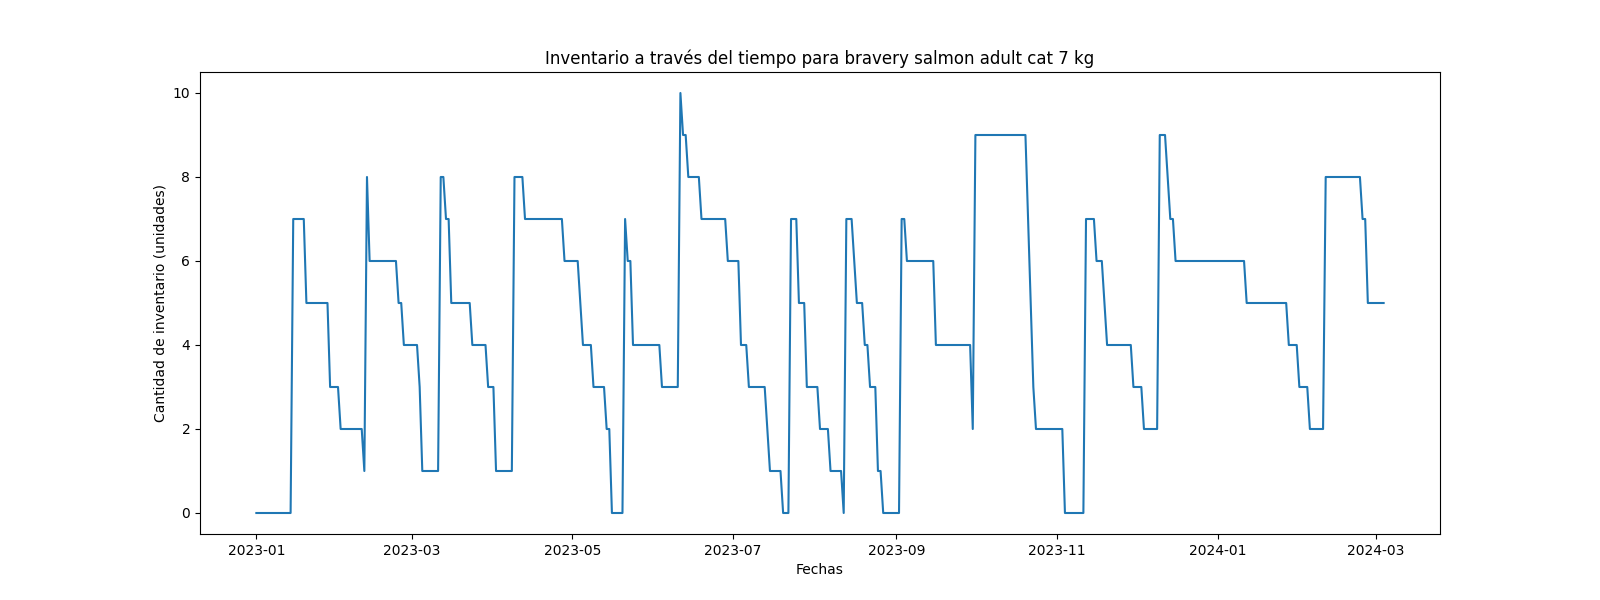 Inventario a través del tiempo para bravery salmon adult cat 7 kg
Cantidad de inventario (unidades)
10
8
6
4
2
0
2023-01 2023-03 2023-05 2023-07 2023-09 2023-11 2024-01 2024-03
Fechas